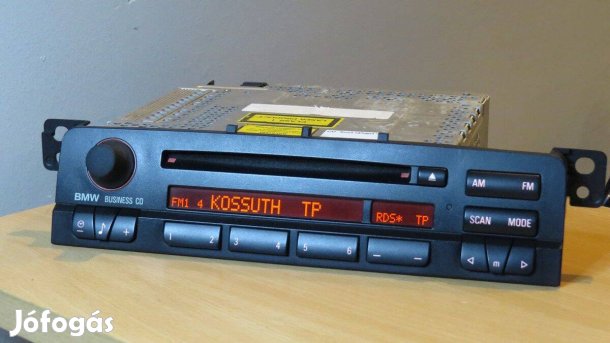 AM FM
BMW BUSINESS CD
FM1 4 KOSSUTH TP
RDS* TP
SCAN MODE
1 2 3 4 5 6
+
m
Jófogás